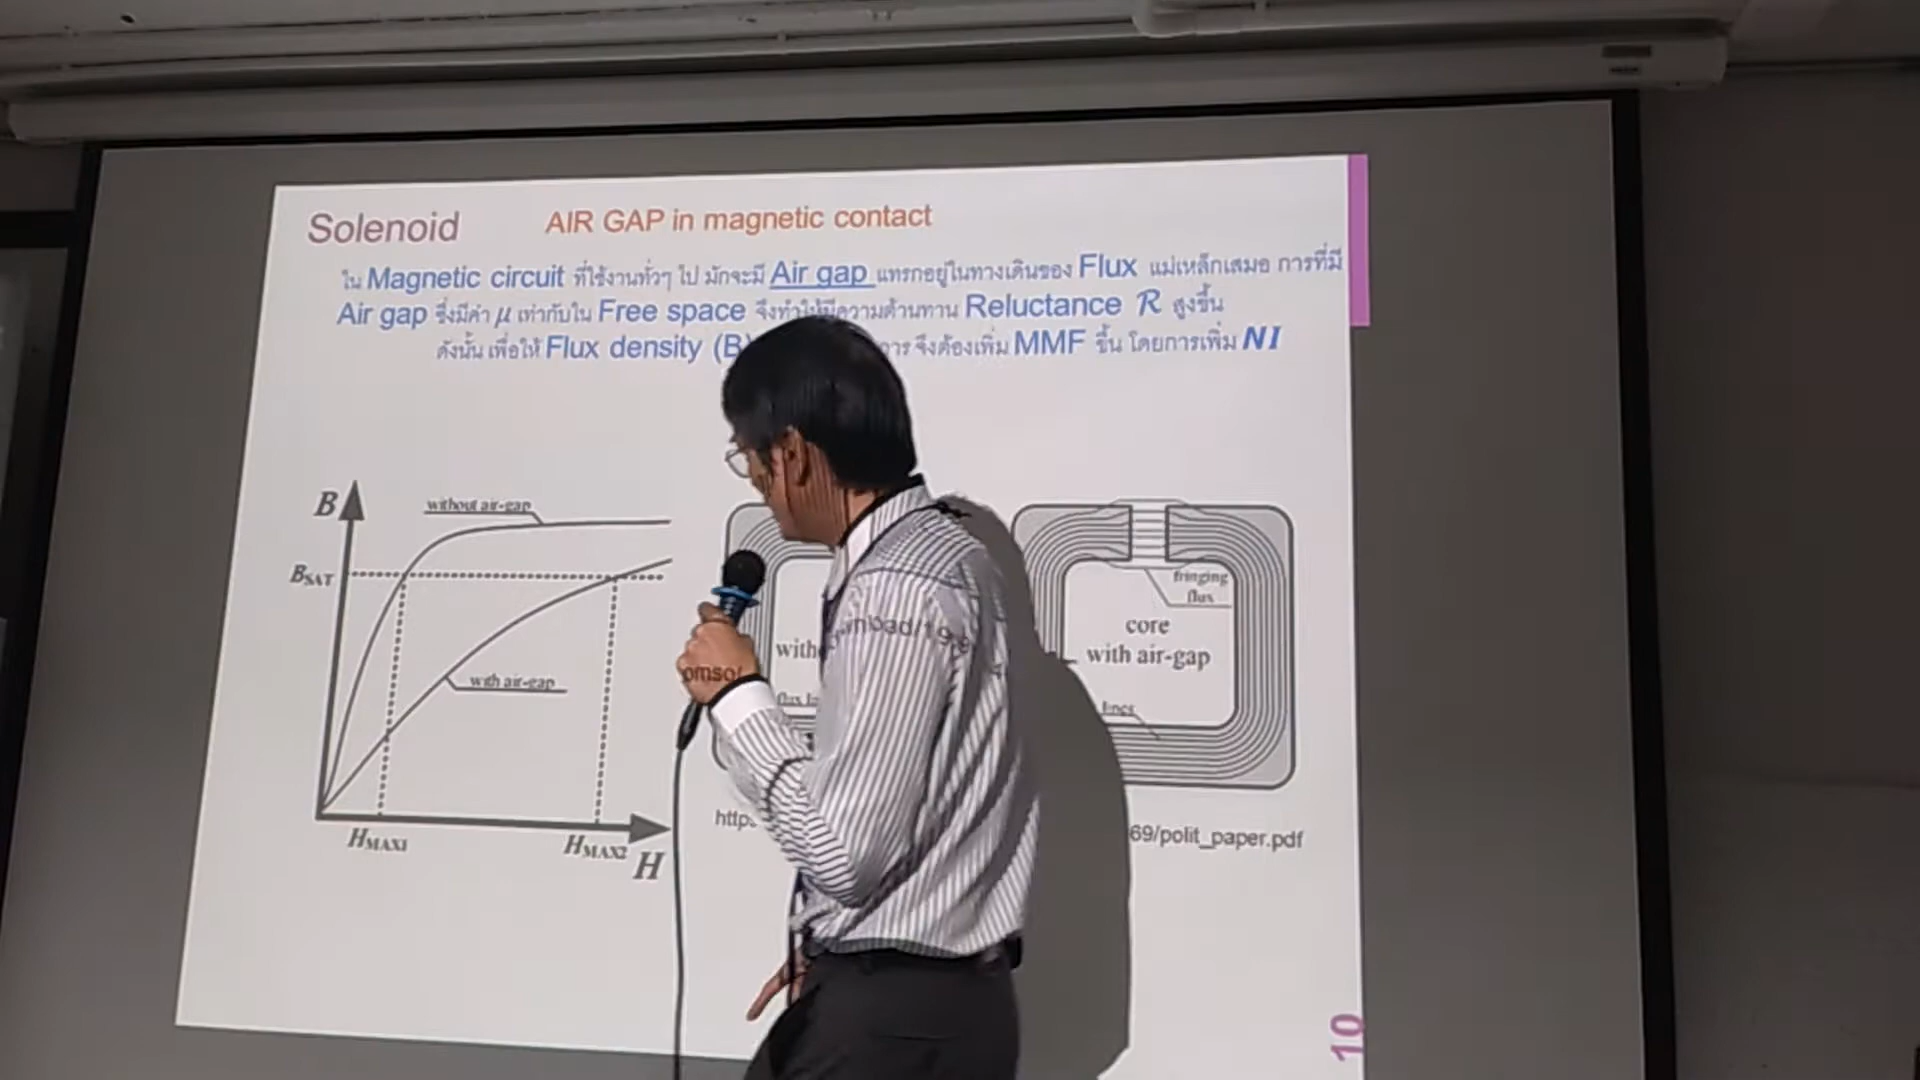 Solenoid AIR GAP in magnetic contact
ใน Magnetic circuit ที่ใช้งานทั่วๆ ไป มักจะมี Air gap แทรกอยู่ในทางเดินของ Flux แม่เหล็กเสมอ การที่มี
Air gap ซึ่งมีค่า μ เท่ากับใน Free space จึงทำให้มีความต้านทาน Reluctance ℛ สูงขึ้น
ดังนั้น เพื่อให้ Flux density (B) จึงต้องเพิ่ม MMF ขึ้น โดยการเพิ่ม NI
B
without air-gap
BSAT
with air-gap
HMAX1
HMAX2
H
fringing
flux
core
with air-gap
lines
69/polit_paper.pdf
10